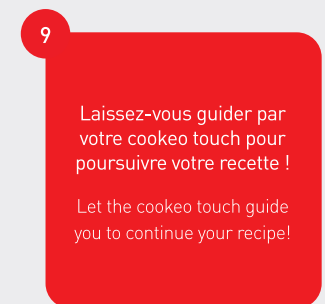 9
Laissez-vous guider par
votre cookeo touch pour
poursuivre votre recette !
Let the cookeo touch guide
you to continue your recipe!